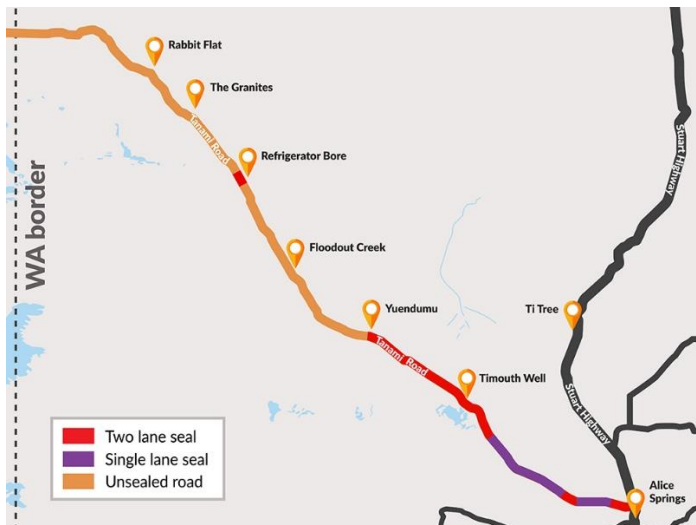 Rabbit Flat
The Granites
Tanami Road
Refrigerator Bore
Floodout Creek
WA border
Yuendumu
Tanami Road
Timouth Well
Stuart Highway
Ti Tree
Stuart Highway
Alice
Springs
Two lane seal
Single lane seal
Unsealed road